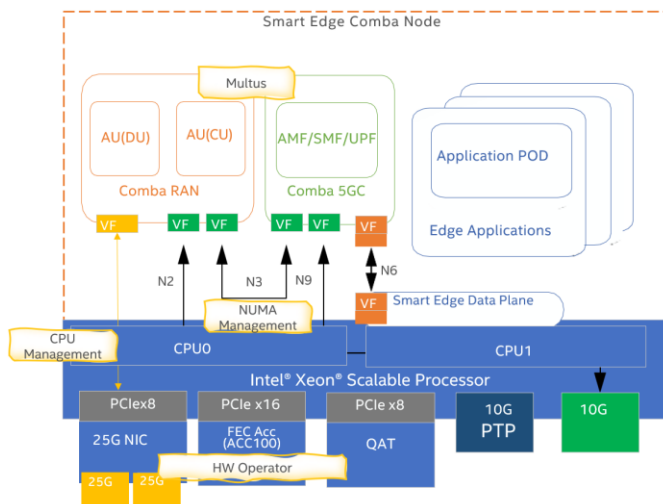 Smart Edge Comba Node
Multus
AU(DU)
AU(CU)
AMF/SMF/UPF
Application POD
Comba RAN
Comba 5GC
Edge Applications
VF
VF
VF
VF
VF
VF
N2
N3
N9
N6
VF
Smart Edge Data Plane
NUMA
Management
CPU
Management
CPU0
CPU1
Intel® Xeon® Scalable Processor
PCIex8
PCIe x16
PCIe x8
10G
PTP
10G
25G NIC
FEC Acc
(ACC100)
QAT
HW Operator
25G
25G